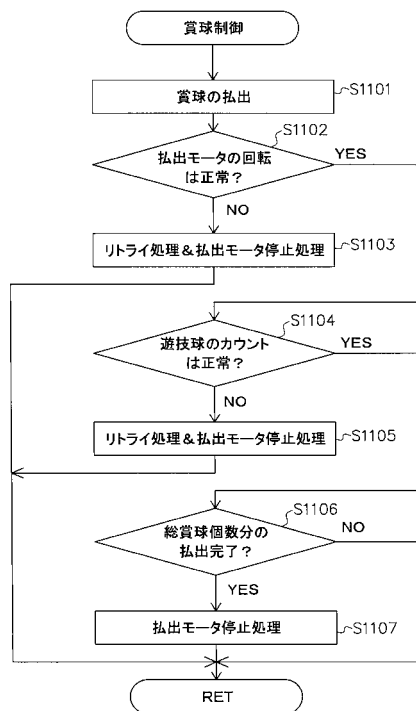 賞球制御
賞球の払出
S1101
S1102
払出モータの回転
は正常？
YES
NO
リトライ処理&払出モータ停止処理
S1103
S1104
遊技球のカウント
は正常？
YES
NO
リトライ処理&払出モータ停止処理
S1105
S1106
総賞球個数分の
払出完了？
NO
YES
払出モータ停止処理
S1107
RET